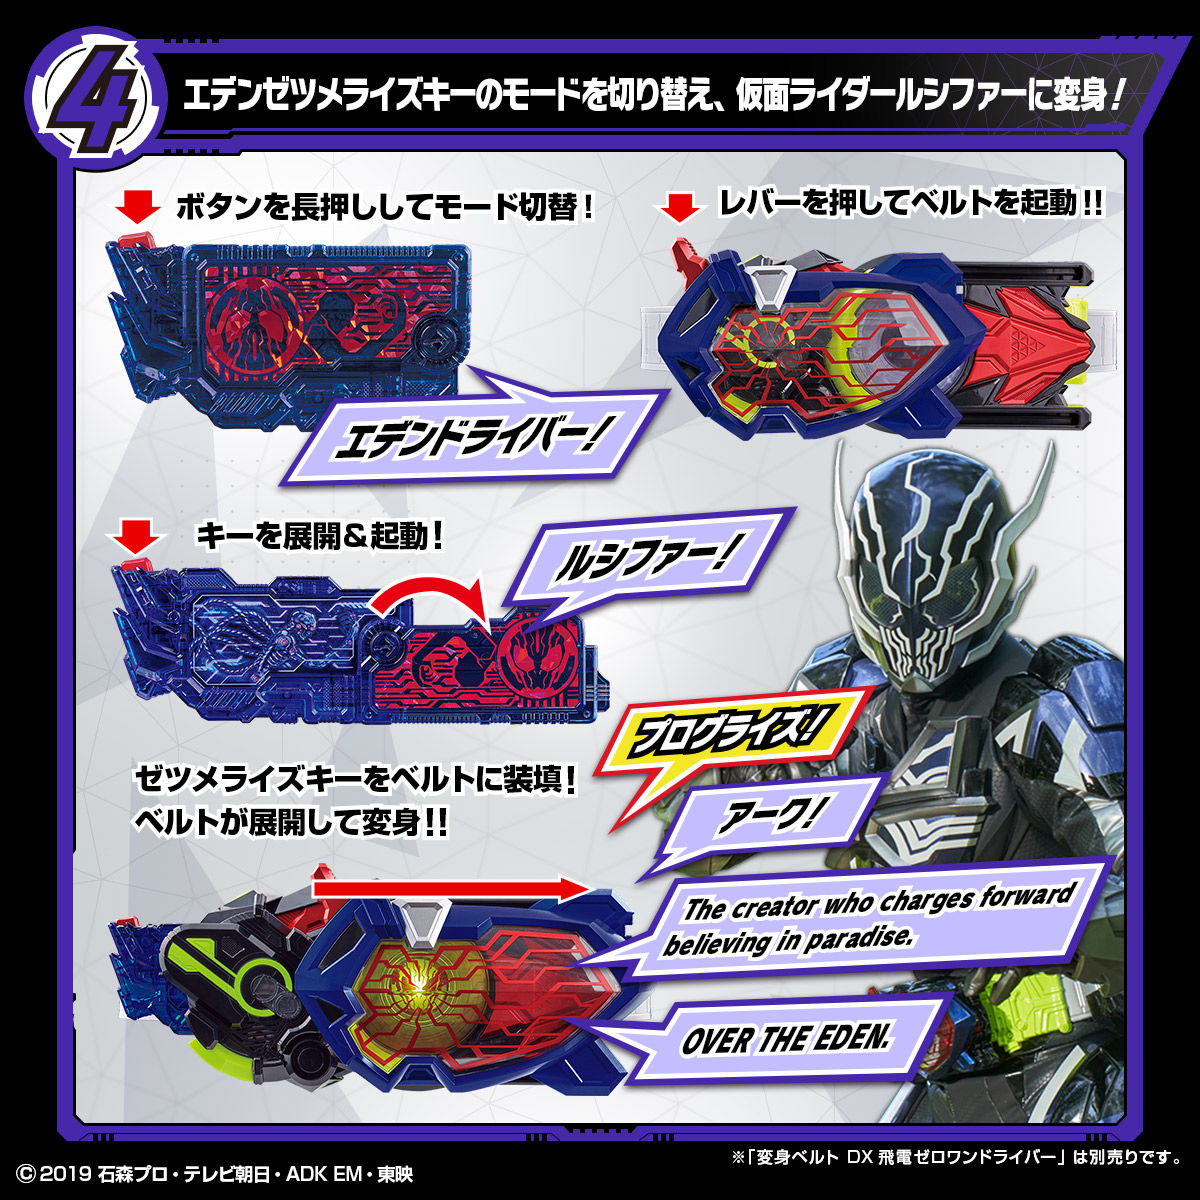 4
エデンゼツメライズキーのモードを切り替え、仮面ライダールシファーに変身！
ボタンを長押ししてモード切替！
エデンドライバー！
レバーを押してベルトを起動！！
キーを展開＆起動！
ルシファー！
ゼツメライズキーをベルトに装填！
ベルトが展開して変身！！
プログライズ！
アーク！
The creator who charges forward
believing in paradise.
OVER THE EDEN.
©2019 石森プロ・テレビ朝日・ADK EM・東映
※「変身ベルト DX 飛電ゼロワンドライバー」は別売りです。